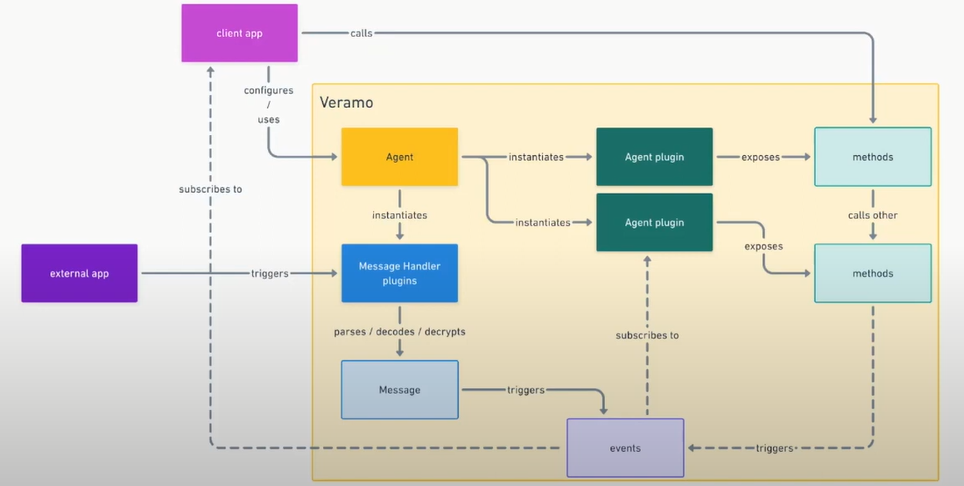 client app
calls
configures
/
uses
Veramo
Agent
instantiates
Agent plugin
exposes
methods
subscribes to
instantiates
instantiates
Agent plugin
calls other
exposes
external app
triggers
Message Handler
plugins
methods
parses / decodes / decrypts
subscribes to
Message
triggers
events
triggers